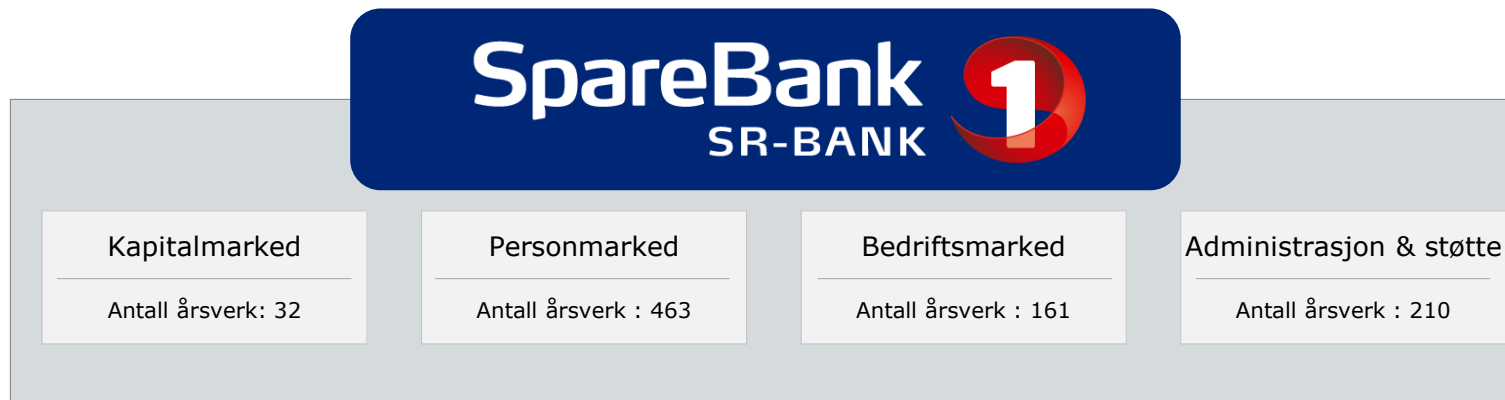 SpareBank 1
SR-BANK
Kapitalmarked
Antall årsverk: 32
Personmarked
Antall årsverk : 463
Bedriftsmarked
Antall årsverk : 161
Administrasjon & støtte
Antall årsverk : 210